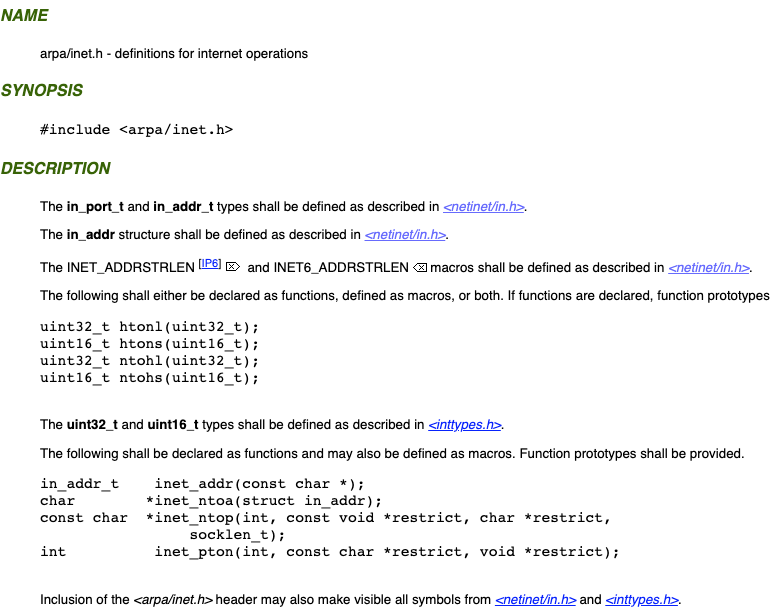 NAME
arpa/inet.h - definitions for internet operations
SYNOPSIS
#include <arpa/inet.h>
DESCRIPTION
The in_port_t and in_addr_t types shall be defined as described in <netinet/in.h>.
The in_addr structure shall be defined as described in <netinet/in.h>.
The INET_ADDRSTRLEN [IP6] ⌦ and INET6_ADDRSTRLEN ⌫ macros shall be defined as described in <netinet/in.h>.
The following shall either be declared as functions, defined as macros, or both. If functions are declared, function prototypes
uint32_t htonl(uint32_t);
uint16_t htons(uint16_t);
uint32_t ntohl(uint32_t);
uint16_t ntohs(uint16_t);
The uint32_t and uint16_t types shall be defined as described in <inttypes.h>.
The following shall be declared as functions and may also be defined as macros. Function prototypes shall be provided.
in_addr_t    inet_addr(const char *);
char        *inet_ntoa(struct in_addr);
const char  *inet_ntop(int, const void *restrict, char *restrict,
                 socklen_t);
int          inet_pton(int, const char *restrict, void *restrict);
Inclusion of the <arpa/inet.h> header may also make visible all symbols from <netinet/in.h> and <inttypes.h>.